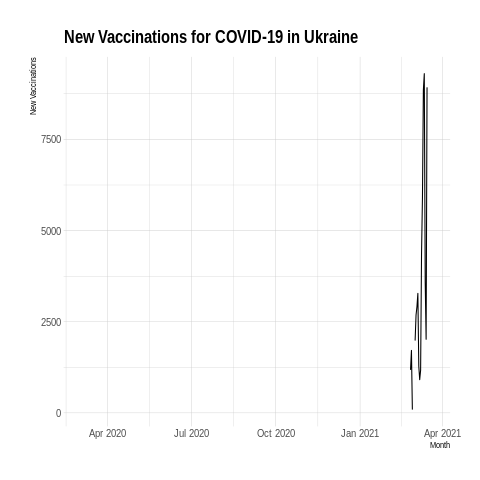 New Vaccinations for COVID-19 in Ukraine
New Vaccinations
7500
5000
2500
0
Apr 2020
Jul 2020
Oct 2020
Jan 2021
Apr 2021
Month